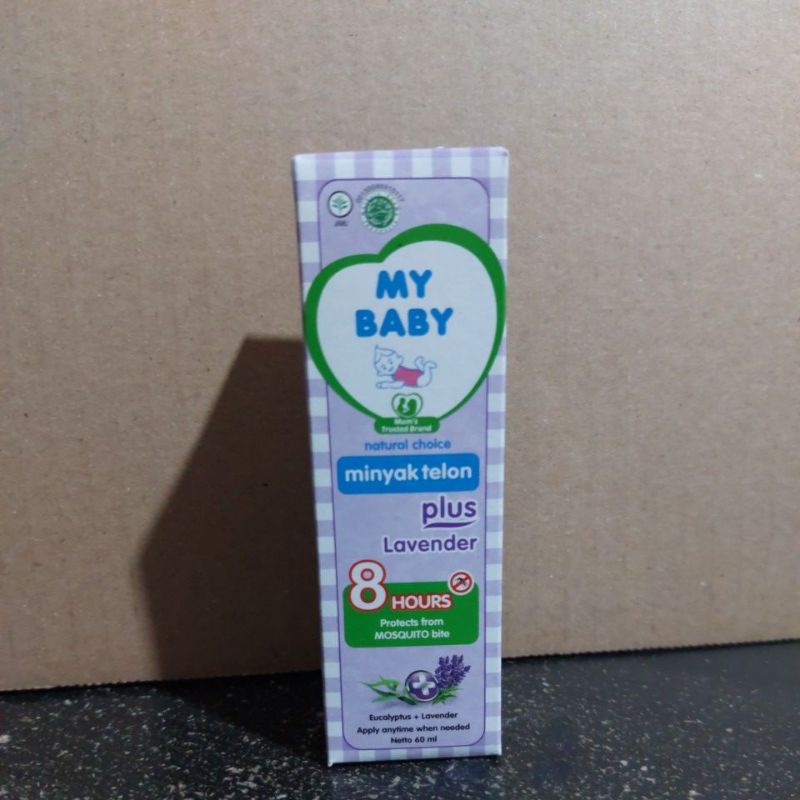 JAMU
MY
BABY
Mom's
Trusted Brand
natural choice
minyak telon
plus
Lavender
8 HOURS
Protects from
MOSQUITO bite
Eucalyptus + Lavender
Apply anytime when needed
Netto 60 ml